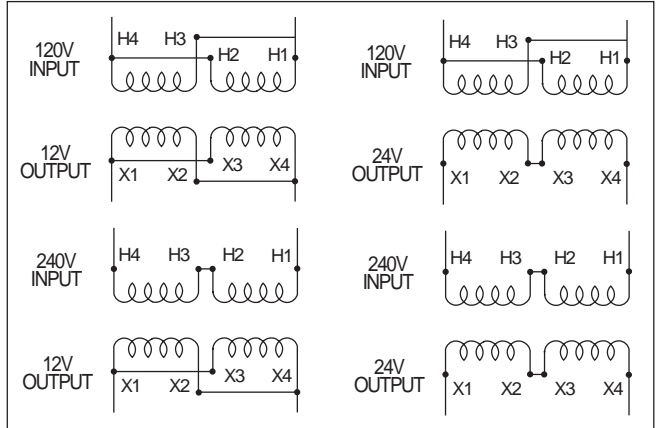 120V
INPUT
H4 H3 H2 H1
12V
OUTPUT
X1 X2 X3 X4
120V
INPUT
H4 H3 H2 H1
24V
OUTPUT
X1 X2 X3 X4
240V
INPUT
H4 H3 H2 H1
12V
OUTPUT
X1 X2 X3 X4
240V
INPUT
H4 H3 H2 H1
24V
OUTPUT
X1 X2 X3 X4